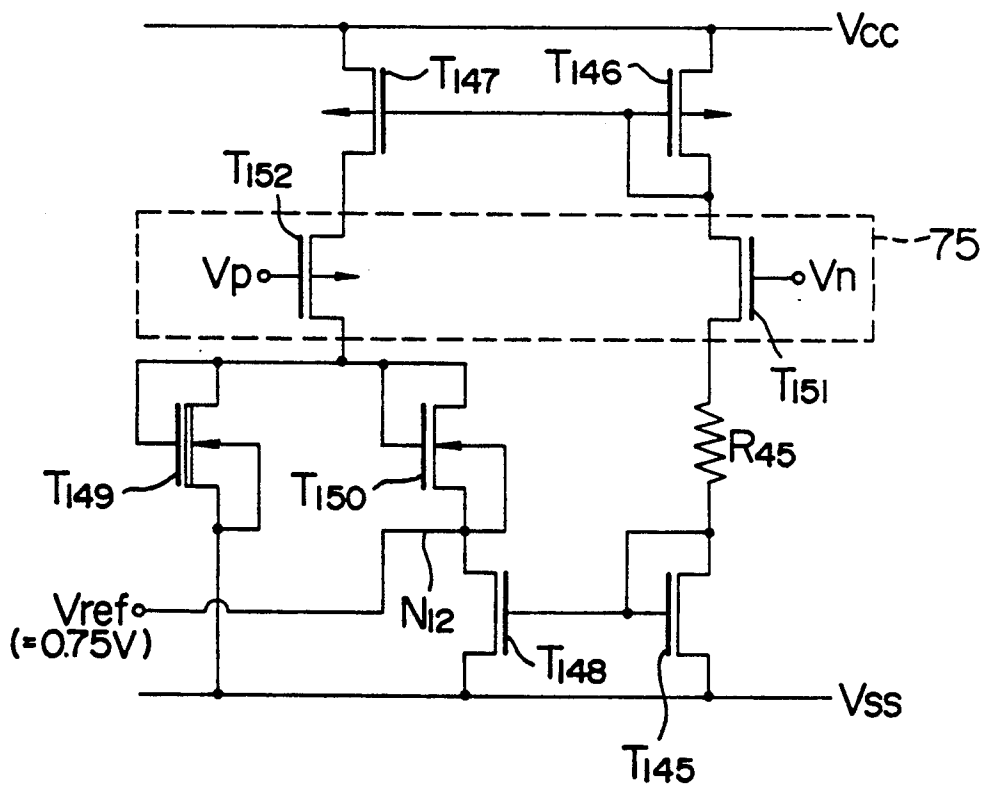 Vcc
T147
T146
T152
75
Vp
Vn
T151
R45
T149
T150
Vref
(=0.75V)
N12
T148
Vss
T145